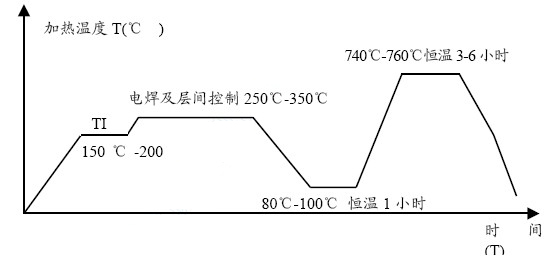 加热温度 T(℃ )
740℃-760℃恒温 3-6 小时
电焊及层间控制 250℃-350℃
TI
150 ℃ -200
80℃-100℃ 恒温 1 小时
时 间
(T)